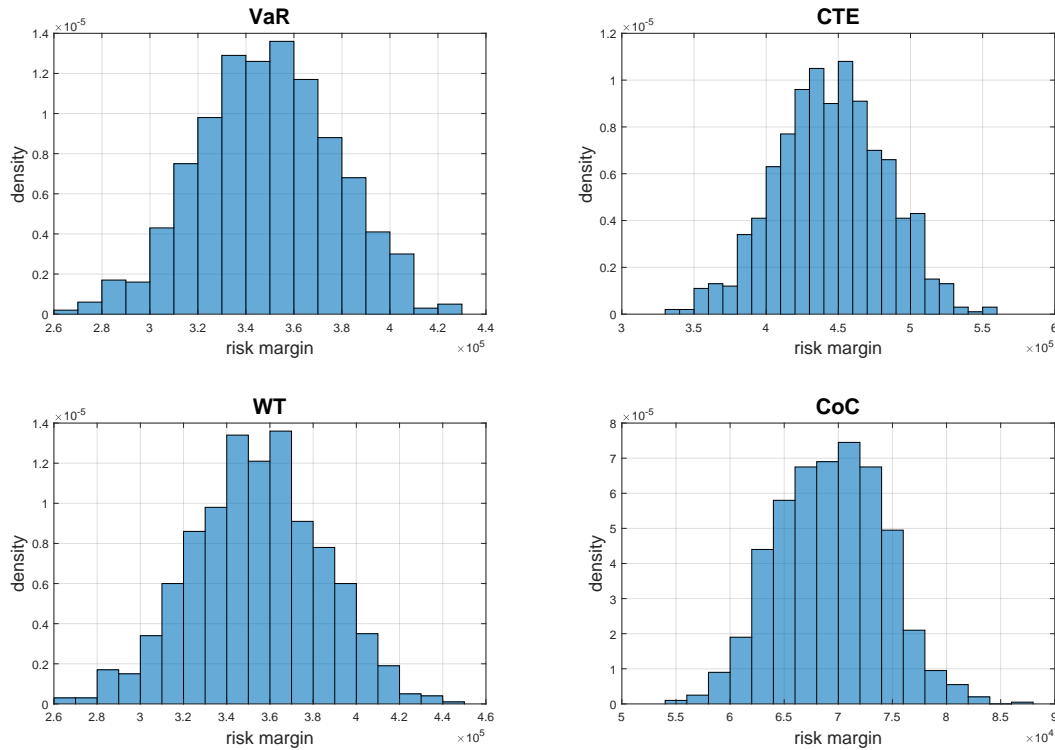 VaR
×10⁻⁵
1.4
1.2
1
0.8
0.6
0.4
0.2
0
density
2.6 2.8 3 3.2 3.4 3.6 3.8 4 4.2 4.4
risk margin
×10⁵
CTE
×10⁻⁵
1.2
1
0.8
0.6
0.4
0.2
0
density
3 3.5 4 4.5 5 5.5 6
risk margin
×10⁵
WT
×10⁻⁵
1.4
1.2
1
0.8
0.6
0.4
0.2
0
density
2.6 2.8 3 3.2 3.4 3.6 3.8 4 4.2 4.4 4.6
risk margin
×10⁵
CoC
×10⁻⁵
8
7
6
5
4
3
2
1
0
density
5 5.5 6 6.5 7 7.5 8 8.5 9
risk margin
×10⁴